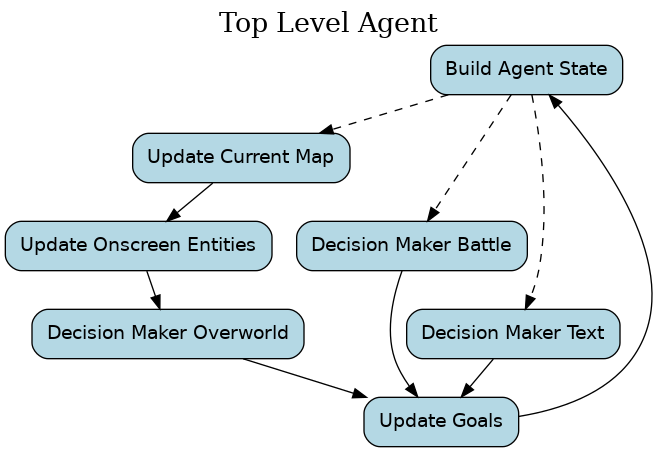 Top Level Agent
Build Agent State
Update Current Map
Update Onscreen Entities
Decision Maker Battle
Decision Maker Overworld
Decision Maker Text
Update Goals